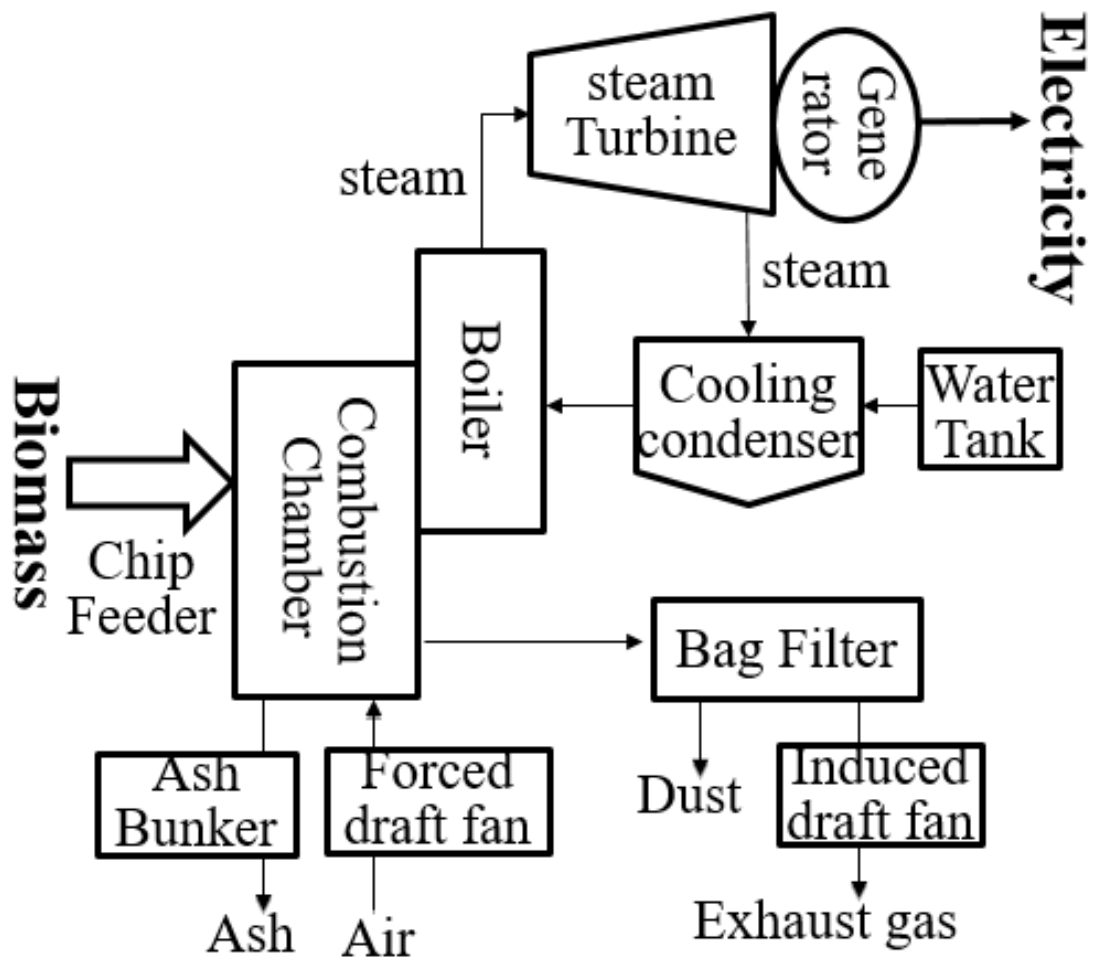 steam
Turbine
Gene
rator
Electricity
steam
steam
Boiler
Cooling
condenser
Water
Tank
Biomass
Chip
Feeder
Combustion
Chamber
Bag Filter
Ash
Bunker
Forced
draft fan
Dust
Induced
draft fan
Ash
Air
Exhaust gas